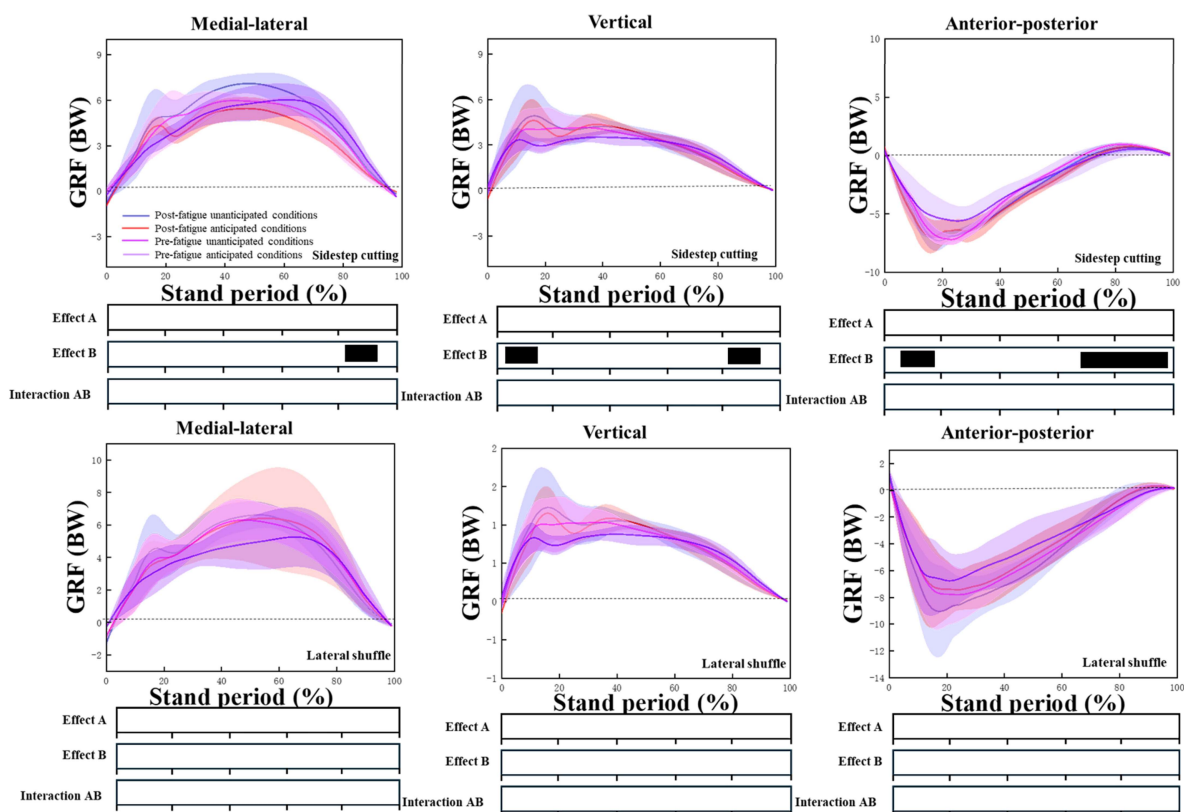 Medial-lateral
GRF (BW)
9
6
3
0
−3
Post-fatigue unanticipated conditions
Post-fatigue anticipated conditions
Pre-fatigue unanticipated conditions
Pre-fatigue anticipated conditions
Sidestep cutting
0 20 40 60 80 100
Stand period (%)
Effect A
Effect B
Interaction AB
Vertical
GRF (BW)
9
6
3
0
−3
Sidestep cutting
0 20 40 60 80 100
Stand period (%)
Effect A
Effect B
Interaction AB
Anterior-posterior
GRF (BW)
10
5
0
−5
−10
Sidestep cutting
0 20 40 60 80 100
Stand period (%)
Effect A
Effect B
Interaction AB
Medial-lateral
GRF (BW)
10
8
6
4
2
0
−2
Lateral shuffle
0 20 40 60 80 100
Stand period (%)
Effect A
Effect B
Interaction AB
Vertical
GRF (BW)
2
2
1
1
0
−1
−1
Lateral shuffle
0 20 40 60 80 100
Stand period (%)
Effect A
Effect B
Interaction AB
Anterior-posterior
GRF (BW)
2
0
−2
−4
−6
−8
−10
−12
−14
Lateral shuffle
0 20 40 60 80 100
Stand period (%)
Effect A
Effect B
Interaction AB